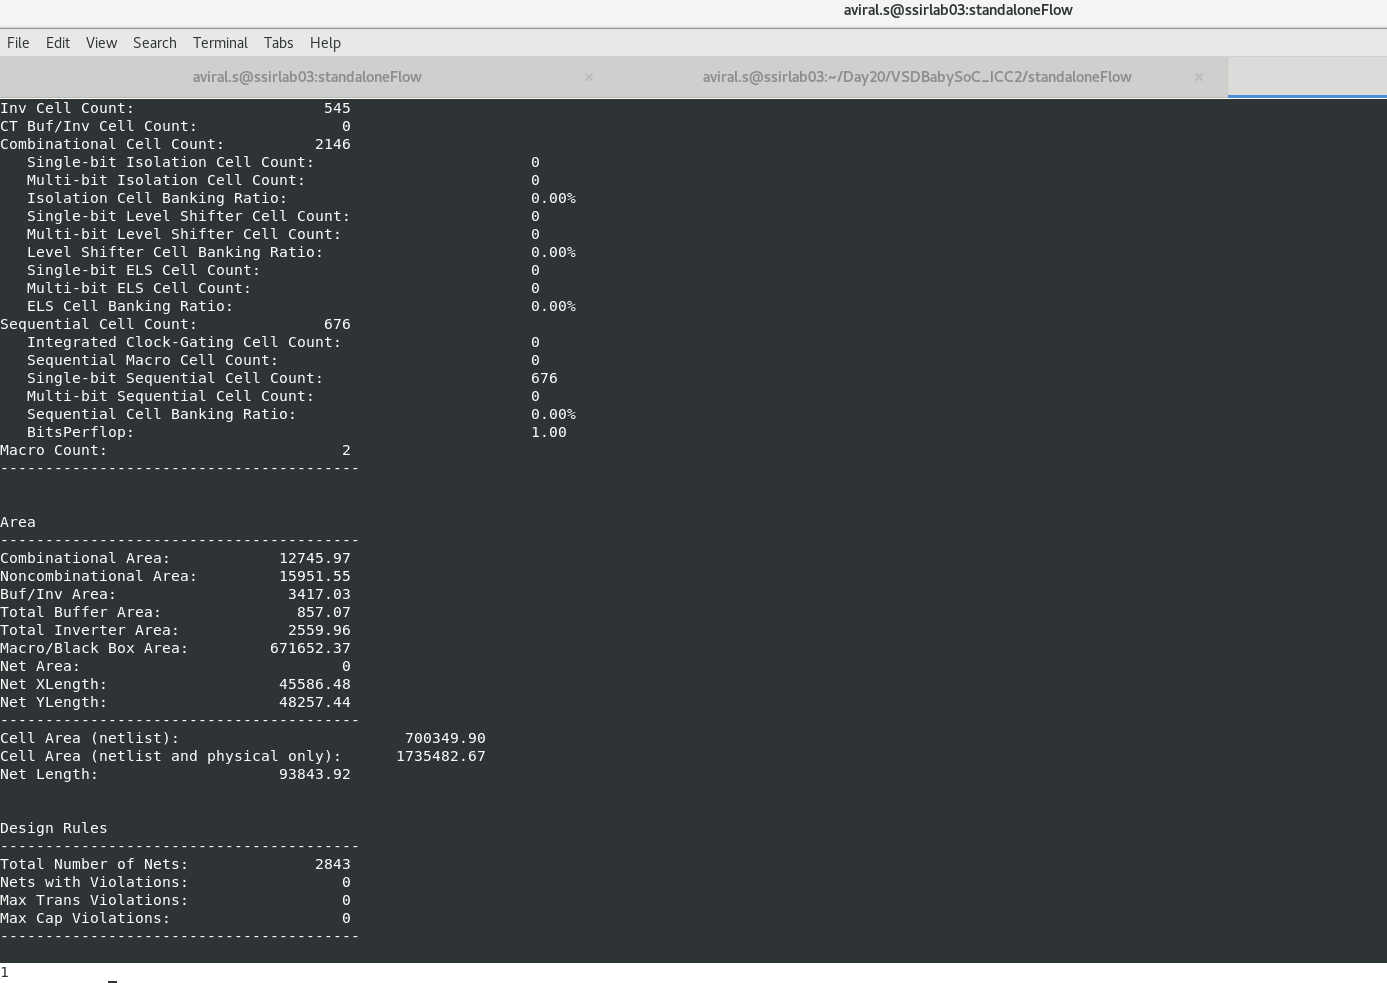 aviral.s@ssirlab03:standaloneFlow
File Edit View Search Terminal Tabs Help
aviral.s@ssirlab03:standaloneFlow × aviral.s@ssirlab03:~/Day20/VSDBabySoC_ICC2/standaloneFlow ×
Inv Cell Count: 545
CT Buf/Inv Cell Count: 0
Combinational Cell Count: 2146
Single-bit Isolation Cell Count: 0
Multi-bit Isolation Cell Count: 0
Isolation Cell Banking Ratio: 0.00%
Single-bit Level Shifter Cell Count: 0
Multi-bit Level Shifter Cell Count: 0
Level Shifter Cell Banking Ratio: 0.00%
Single-bit ELS Cell Count: 0
Multi-bit ELS Cell Count: 0
ELS Cell Banking Ratio: 0.00%
Sequential Cell Count: 676
Integrated Clock-Gating Cell Count: 0
Sequential Macro Cell Count: 0
Single-bit Sequential Cell Count: 676
Multi-bit Sequential Cell Count: 0
Sequential Cell Banking Ratio: 0.00%
BitsPerflop: 1.00
Macro Count: 2
----------------------------------------
Area
----------------------------------------
Combinational Area: 12745.97
Noncombinational Area: 15951.55
Buf/Inv Area: 3417.03
Total Buffer Area: 857.07
Total Inverter Area: 2559.96
Macro/Black Box Area: 671652.37
Net Area: 0
Net XLength: 45586.48
Net YLength: 48257.44
----------------------------------------
Cell Area (netlist): 700349.90
Cell Area (netlist and physical only): 1735482.67
Net Length: 93843.92
Design Rules
----------------------------------------
Total Number of Nets: 2843
Nets with Violations: 0
Max Trans Violations: 0
Max Cap Violations: 0
----------------------------------------
1